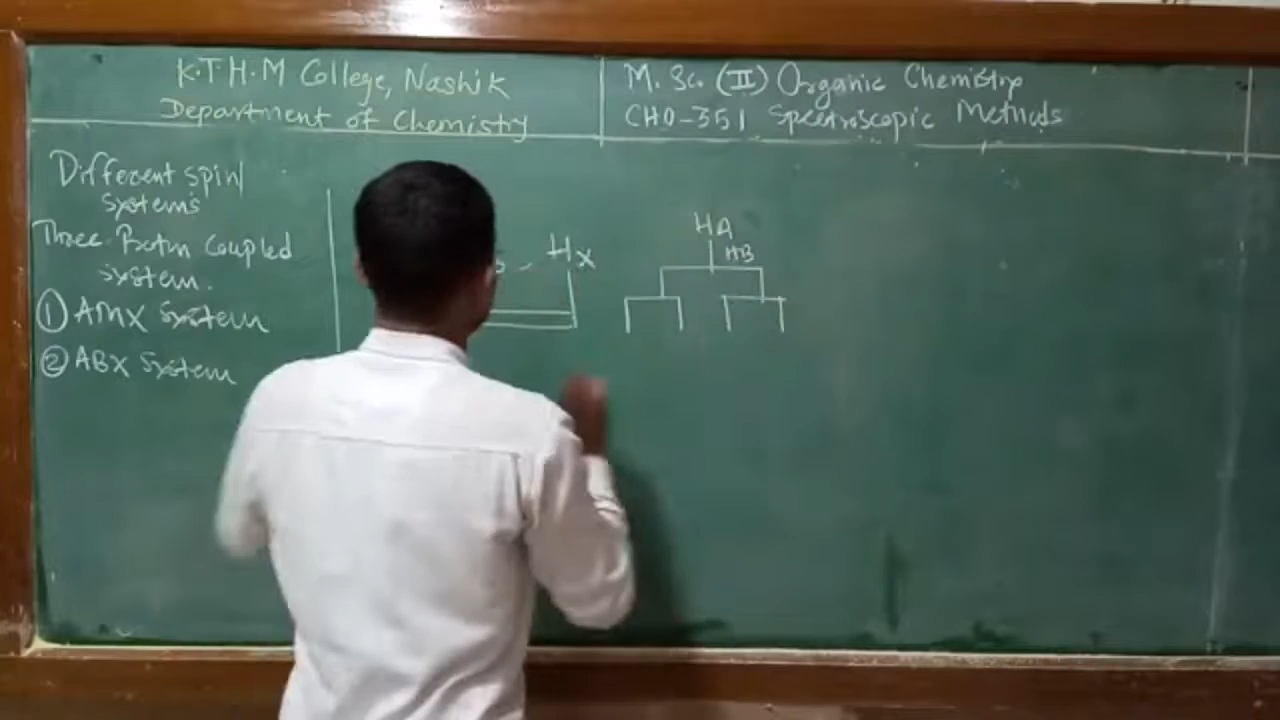 K.T.H.M College, Nashik
Department of Chemistry
M. Sc. (II) Organic Chemistry
CHO-351 Spectroscopic Methods
Different spin
systems
Three Proton Coupled
system.
① AMX System
② ABX System
Hx
HA
HB